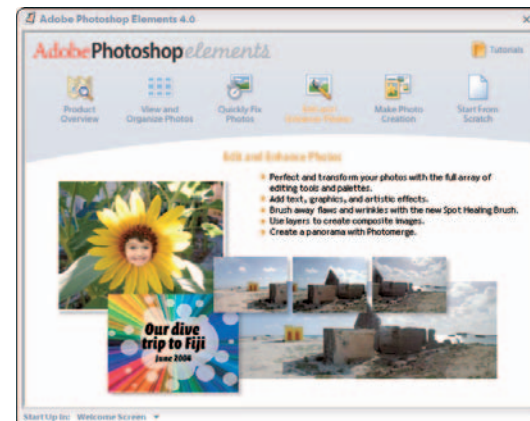 Adobe Photoshop Elements 4.0
AdobePhotoshopelements
Tutorials
Product Overview
View and Organize Photos
Quickly Fix Photos
Edit and Enhance Photos
Make Photo Creation
Start From Scratch
Edit and Enhance Photos
Perfect and transform your photos with the full array of
editing tools and palettes.
Add text, graphics, and artistic effects.
Brush away flaws and wrinkles with the new Spot Healing Brush.
Use layers to create composite images.
Create a panorama with Photomerge.
Our dive
trip to Fiji
June 2004
Start Up In: Welcome Screen